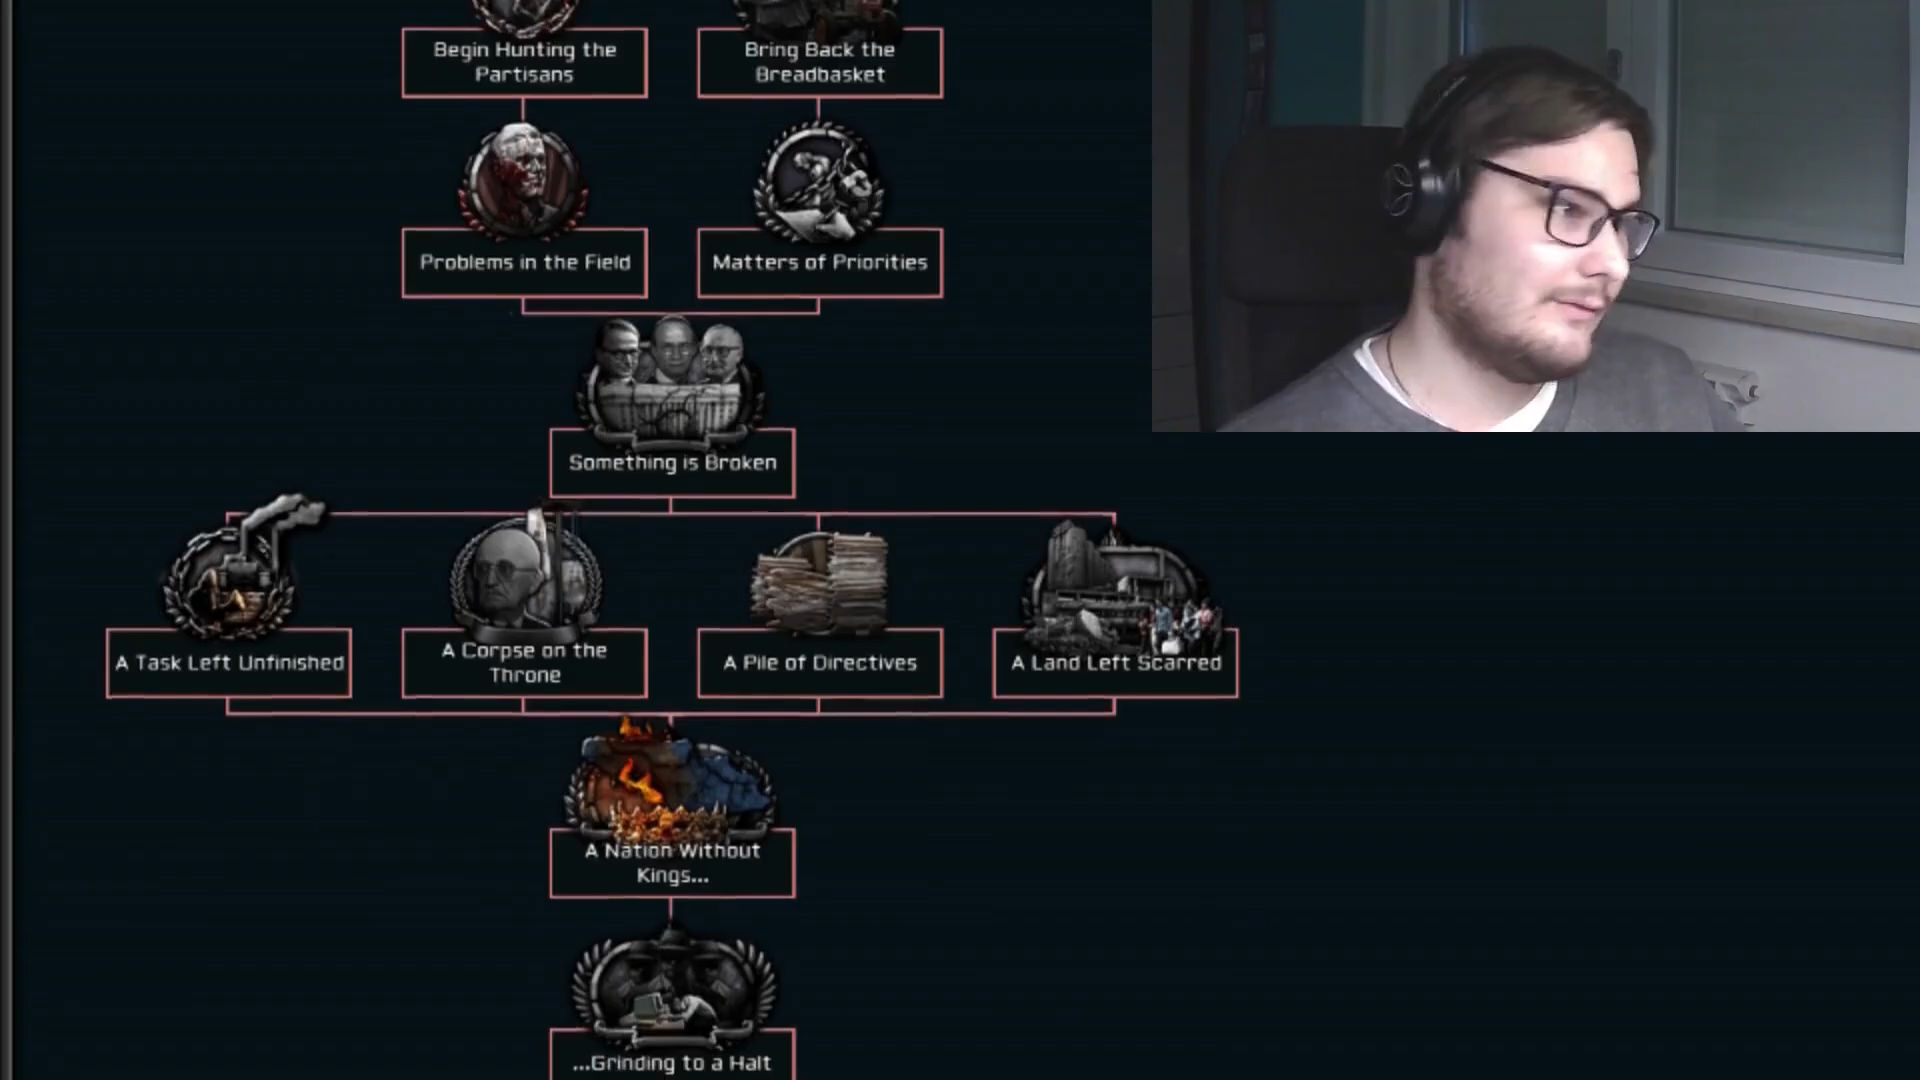 Begin Hunting the
Partisans
Bring Back the
Breadbasket
Problems in the Field
Matters of Priorities
Something is Broken
A Task Left Unfinished
A Corpse on the
Throne
A Pile of Directives
A Land Left Scarred
A Nation Without
Kings...
...Grinding to a Halt